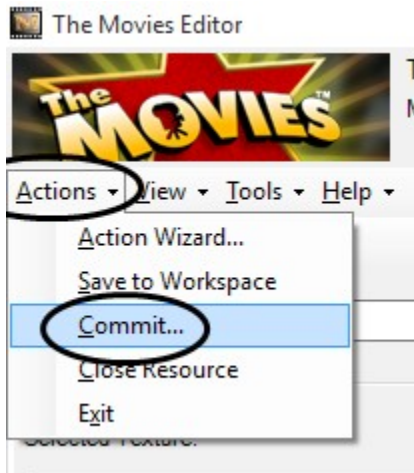 The Movies Editor
The
MOVIES
Actions View Tools Help
Action Wizard...
Save to Workspace
Commit...
Close Resource
Exit